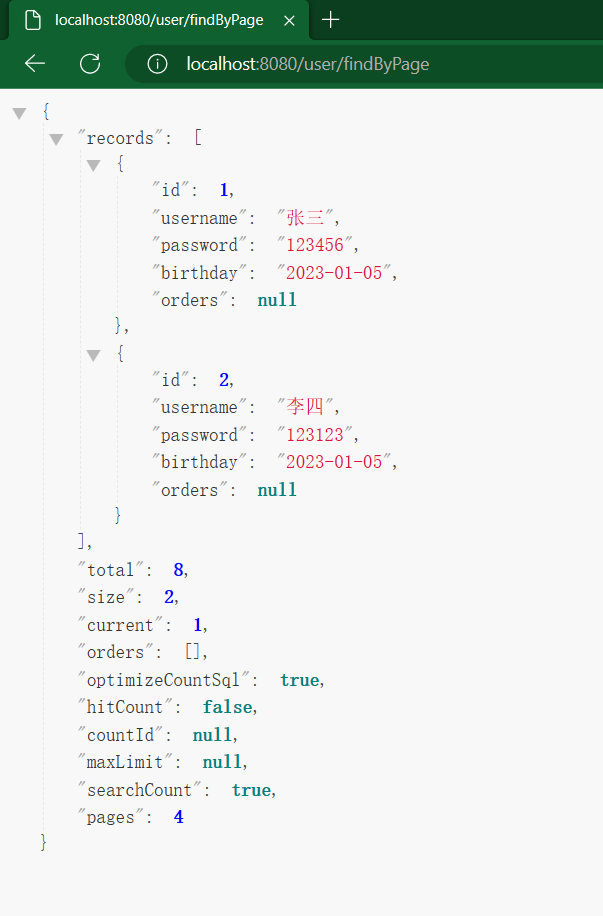 localhost:8080/user/findByPage
localhost:8080/user/findByPage
{
"records": [
{
"id": 1,
"username": "张三",
"password": "123456",
"birthday": "2023-01-05",
"orders": null
},
{
"id": 2,
"username": "李四",
"password": "123123",
"birthday": "2023-01-05",
"orders": null
}
],
"total": 8,
"size": 2,
"current": 1,
"orders": [],
"optimizeCountSql": true,
"hitCount": false,
"countId": null,
"maxLimit": null,
"searchCount": true,
"pages": 4
}